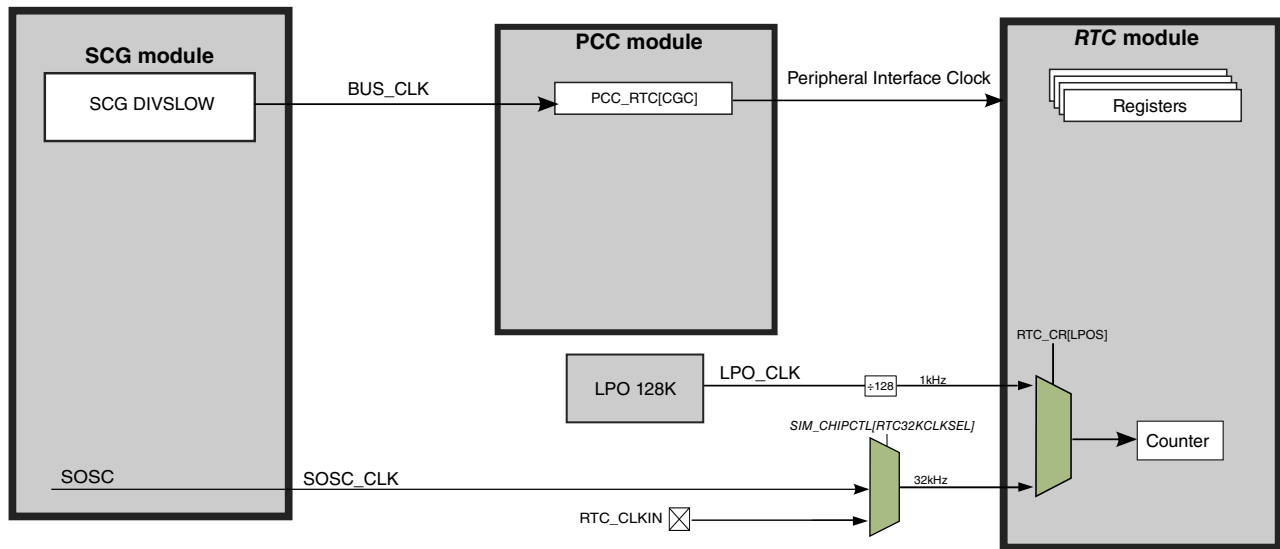 SCG module
SCG DIVSLOW
BUS_CLK
PCC module
PCC_RTC[CGC]
Peripheral Interface Clock
RTC module
Registers
RTC_CR[LPOS]
LPO 128K
LPO_CLK
÷128
1kHz
SIM_CHIPCTL[RTC32KCLKSEL]
Counter
SOSC
SOSC_CLK
32kHz
RTC_CLKIN